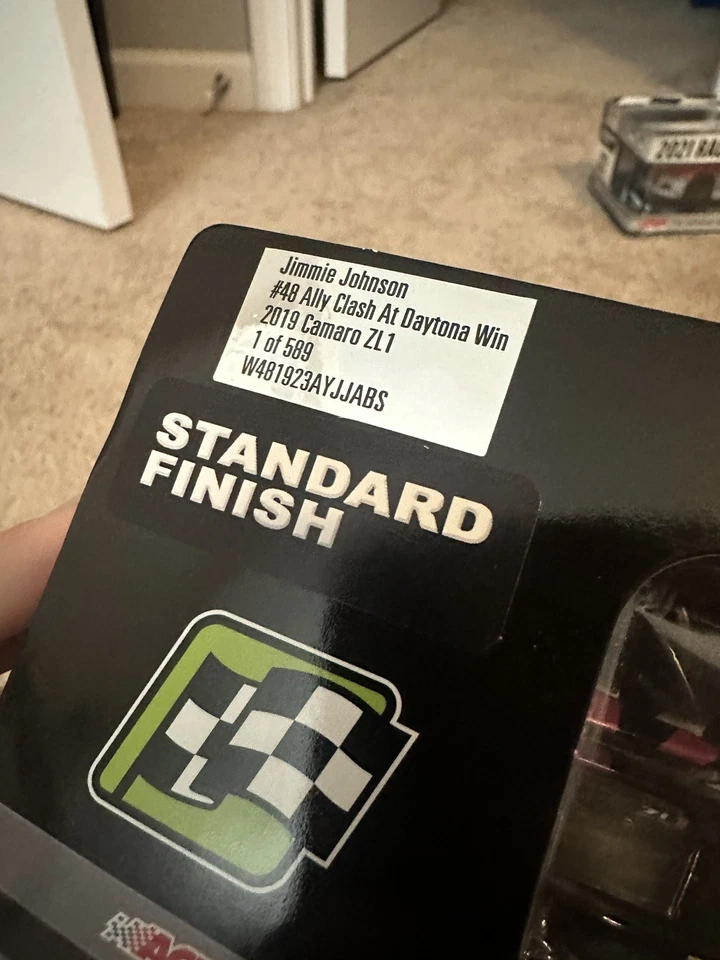 2021 
Jimmie Johnson
#48 Ally Clash At Daytona Win
2019 Camaro ZL1
1 of 589
W481923AYJJABS
STANDARD
FINISH